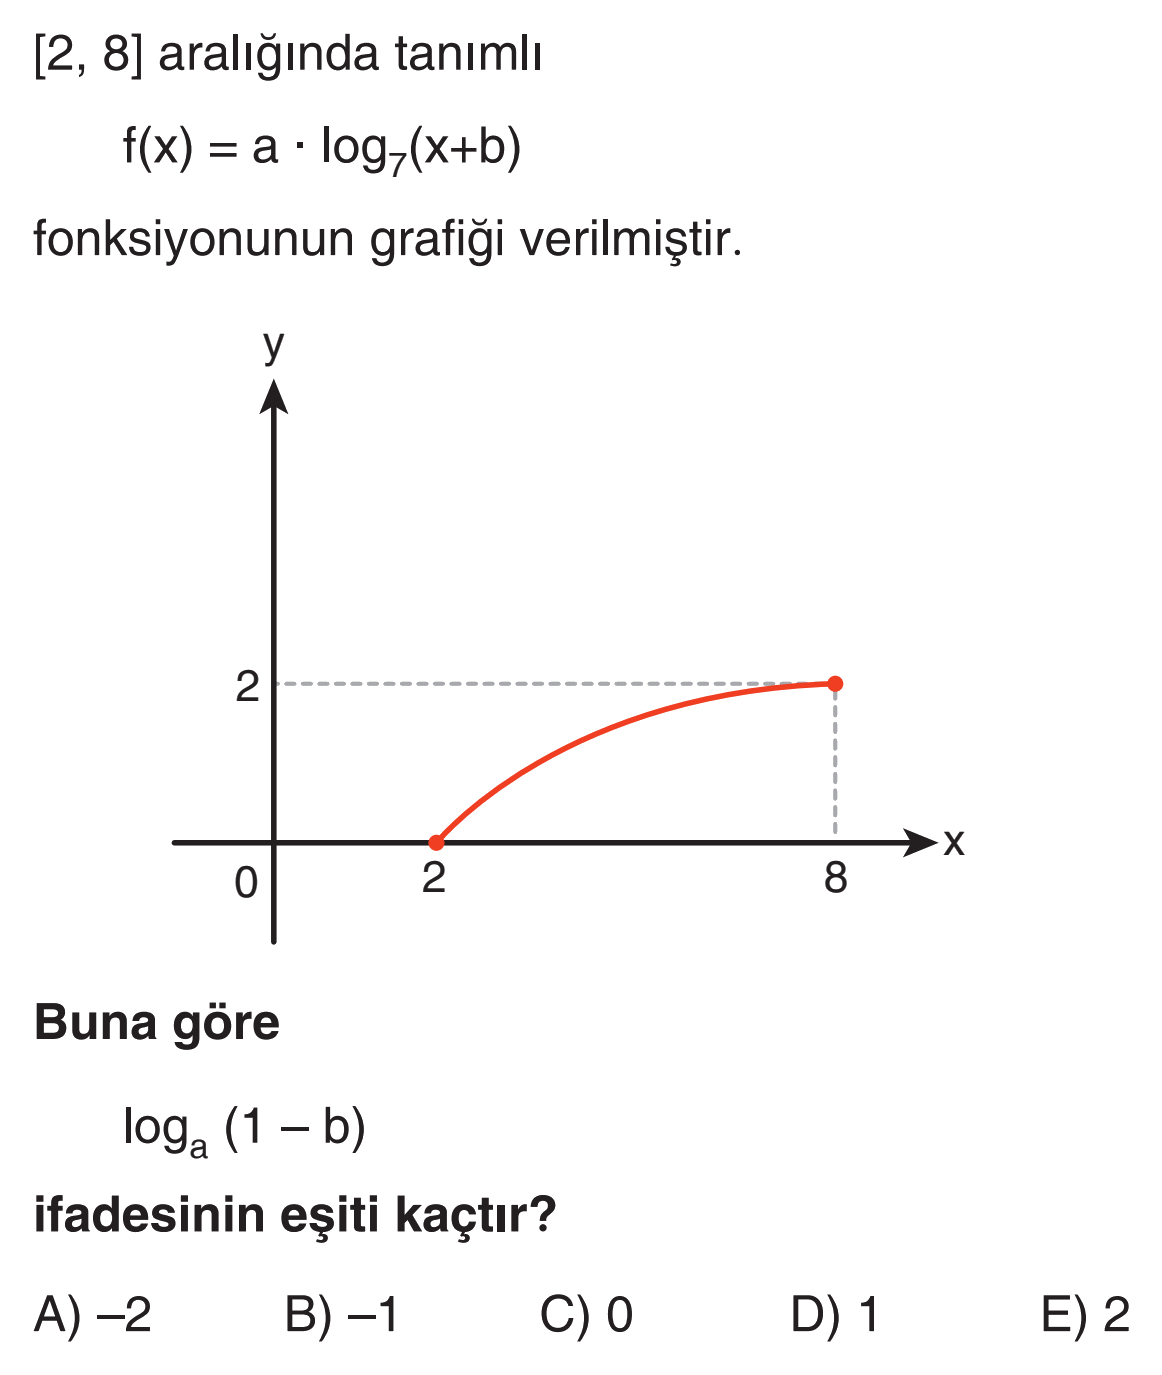 [2, 8] aralığında tanımlı
f(x) = a · log₇(x+b)
fonksiyonunun grafiği verilmiştir.
y
2
0
2
8
x
Buna göre
logₐ (1 – b)
ifadesinin eşiti kaçtır?
A) –2 B) –1 C) 0 D) 1 E) 2